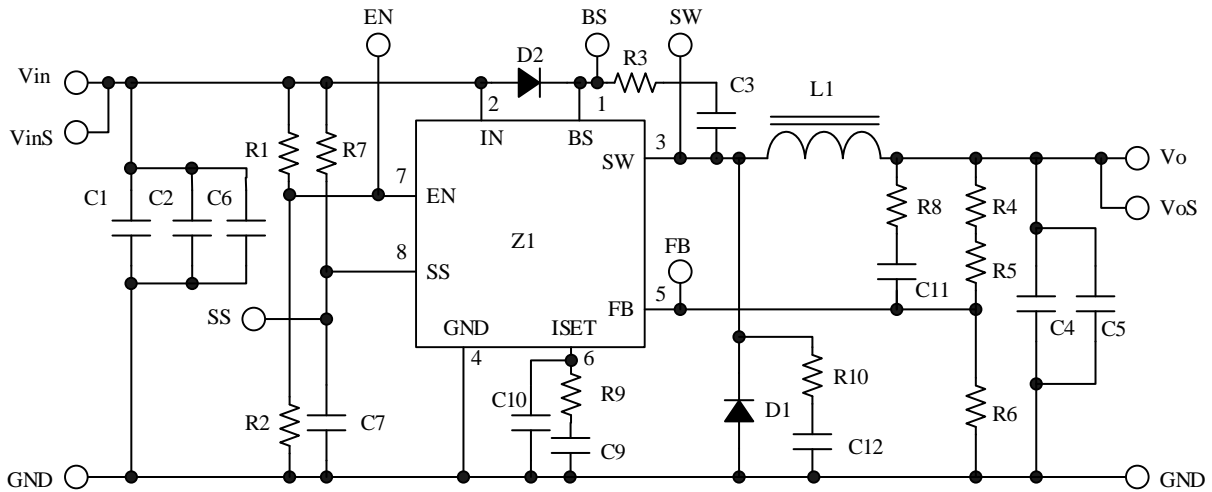 EN
BS
SW
Vin
D2
R3
C3
L1
VinS
2
1
IN
BS
SW
3
Vo
R1
R7
7
EN
VoS
C1
C2
C6
R8
R4
Z1
8
SS
FB
5
FB
C11
R5
SS
GND
ISET
4
6
C4
C5
R10
R2
C7
C10
R9
D1
R6
C9
C12
GND
GND